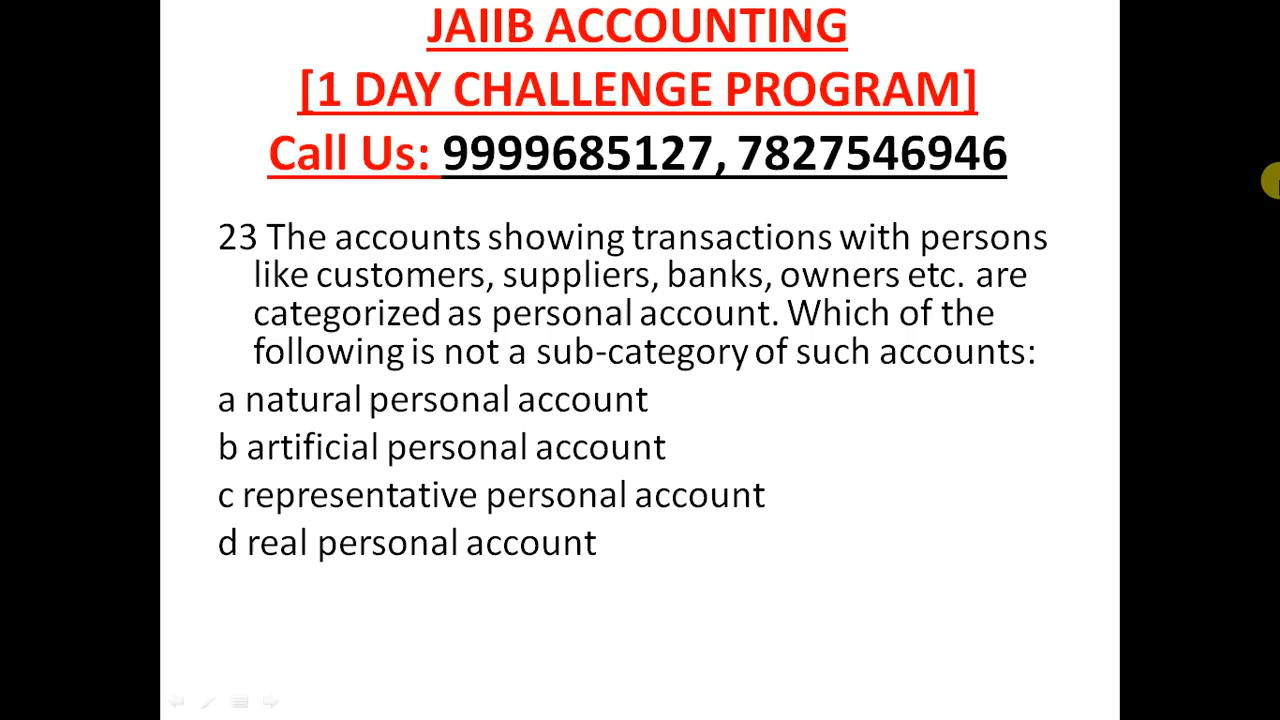 JAIIB ACCOUNTING
[1 DAY CHALLENGE PROGRAM]
Call Us: 9999685127, 7827546946
23 The accounts showing transactions with persons
like customers, suppliers, banks, owners etc. are
categorized as personal account. Which of the
following is not a sub-category of such accounts:
a natural personal account
b artificial personal account
c representative personal account
d real personal account